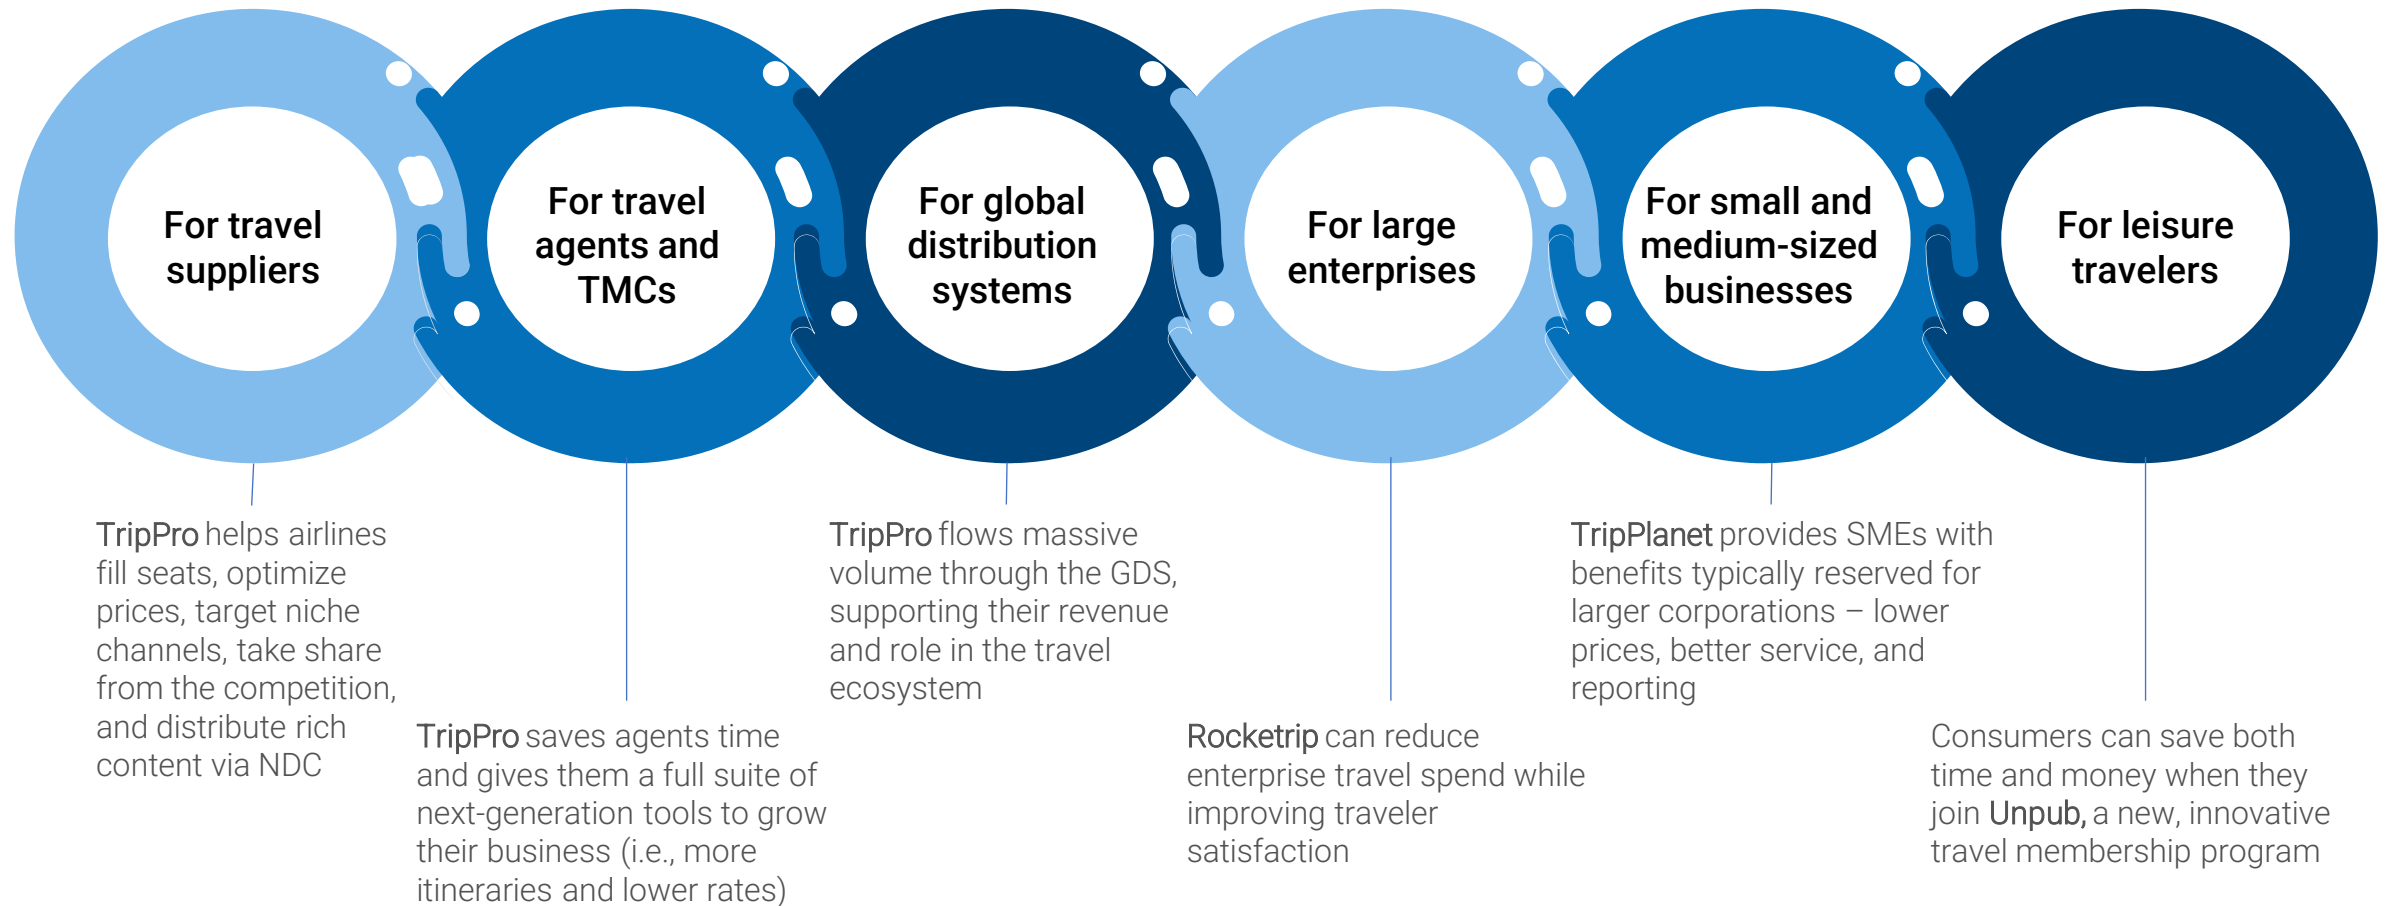 For travel
suppliers
For travel
agents and
TMCs
For global
distribution
systems
For large
enterprises
For small and
medium-sized
businesses
For leisure
travelers
TripPro helps airlines
fill seats, optimize
prices, target niche
channels, take share
from the competition,
and distribute rich
content via NDC
TripPro saves agents time
and gives them a full suite of
next-generation tools to grow
their business (i.e., more
itineraries and lower rates)
TripPro flows massive
volume through the GDS,
supporting their revenue
and role in the travel
ecosystem
Rocketrip can reduce
enterprise travel spend while
improving traveler
satisfaction
TripPlanet provides SMEs with
benefits typically reserved for
larger corporations – lower
prices, better service, and
reporting
Consumers can save both
time and money when they
join Unpub, a new, innovative
travel membership program